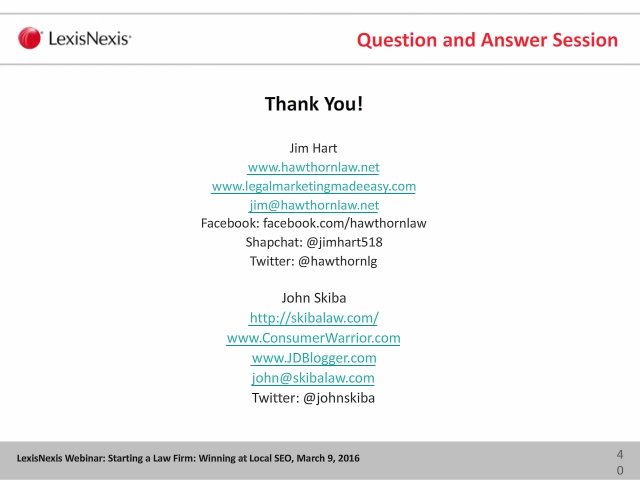 LexisNexis®
Question and Answer Session
Thank You!
Jim Hart
www.hawthornlaw.net
www.legalmarketingmadeeasy.com
jim@hawthornlaw.net
Facebook: facebook.com/hawthornlaw
Shapchat: @jimhart518
Twitter: @hawthornlg
John Skiba
http://skibalaw.com/
www.ConsumerWarrior.com
www.JDBlogger.com
john@skibalaw.com
Twitter: @johnskiba
LexisNexis Webinar: Starting a Law Firm: Winning at Local SEO, March 9, 2016
4
0